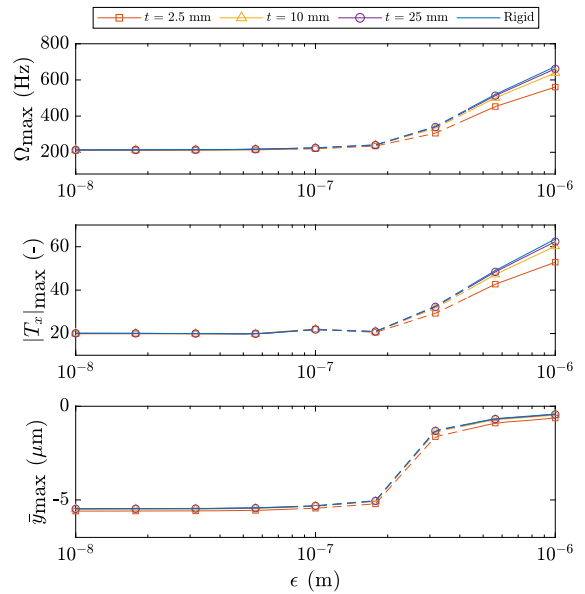 t = 2.5 mm t = 10 mm t = 25 mm Rigid
800
600
400
200
Ωmax (Hz)
10⁻⁸ 10⁻⁷ 10⁻⁶
60
40
20
|Tₓ|max (-)
10⁻⁸ 10⁻⁷ 10⁻⁶
0
-5
ȳmax (μm)
10⁻⁸ 10⁻⁷ 10⁻⁶
ϵ (m)